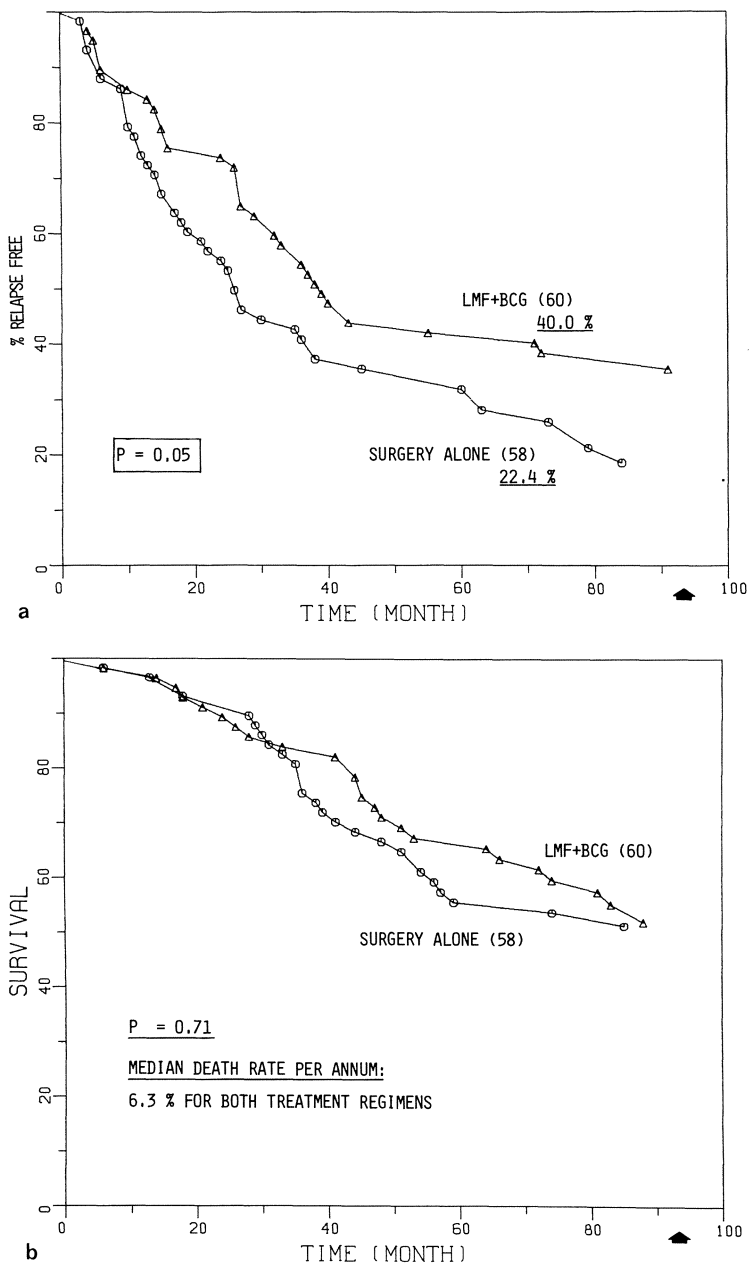 80
60
40
20
0
% RELAPSE FREE
LMF+BCG (60)
40.0 %
SURGERY ALONE (58)
22.4 %
P = 0.05
0 20 40 60 80 100
TIME (MONTH)
a
80
60
40
20
0
SURVIVAL
LMF+BCG (60)
SURGERY ALONE (58)
P = 0.71
MEDIAN DEATH RATE PER ANNUM:
6.3 % FOR BOTH TREATMENT REGIMENS
0 20 40 60 80 100
TIME (MONTH)
b